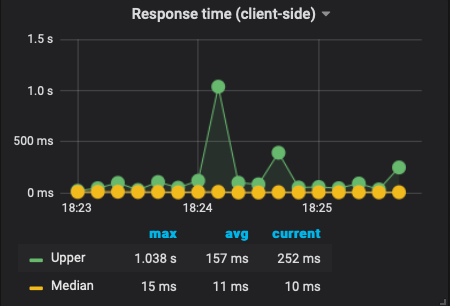 Response time (client-side)
1.5 s
1.0 s
500 ms
0 ms
18:23 18:24 18:25
max avg current
Upper 1.038 s 157 ms 252 ms
Median 15 ms 11 ms 10 ms